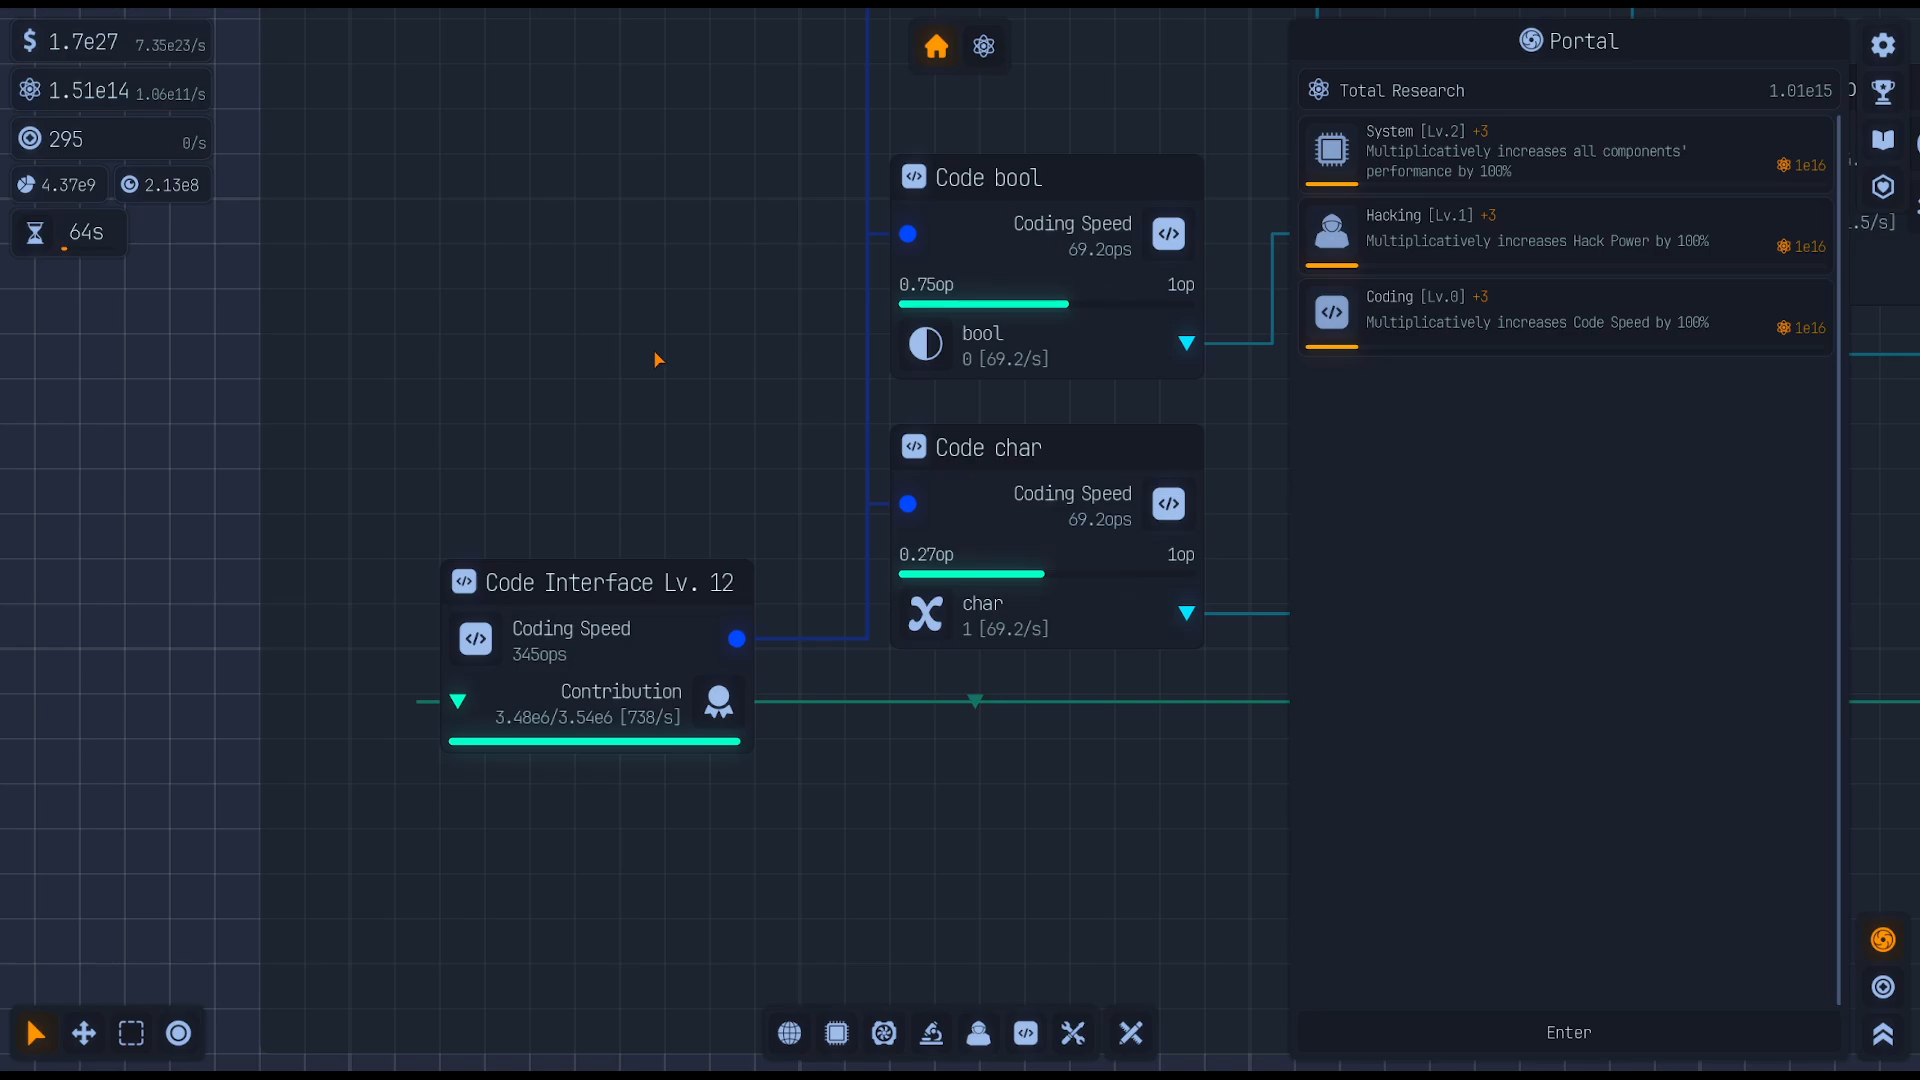 $ 1.7e27 7.35e23/s
1.51e14 1.06e11/s
295 0/s
4.37e9 2.13e8
64s
Code bool
Coding Speed
69.2ops
0.75op 1op
bool
0 [69.2/s]
Code char
Coding Speed
69.2ops
0.27op 1op
char
1 [69.2/s]
Code Interface Lv. 12
Coding Speed
345ops
Contribution
3.48e6/3.54e6 [738/s]
Portal
Total Research 1.01e15
System [Lv.2] +3
Multiplicatively increases all components'
performance by 100%
1e16
Hacking [Lv.1] +3
Multiplicatively increases Hack Power by 100%
1e16
Coding [Lv.0] +3
Multiplicatively increases Code Speed by 100%
1e16
.5/s]
Enter